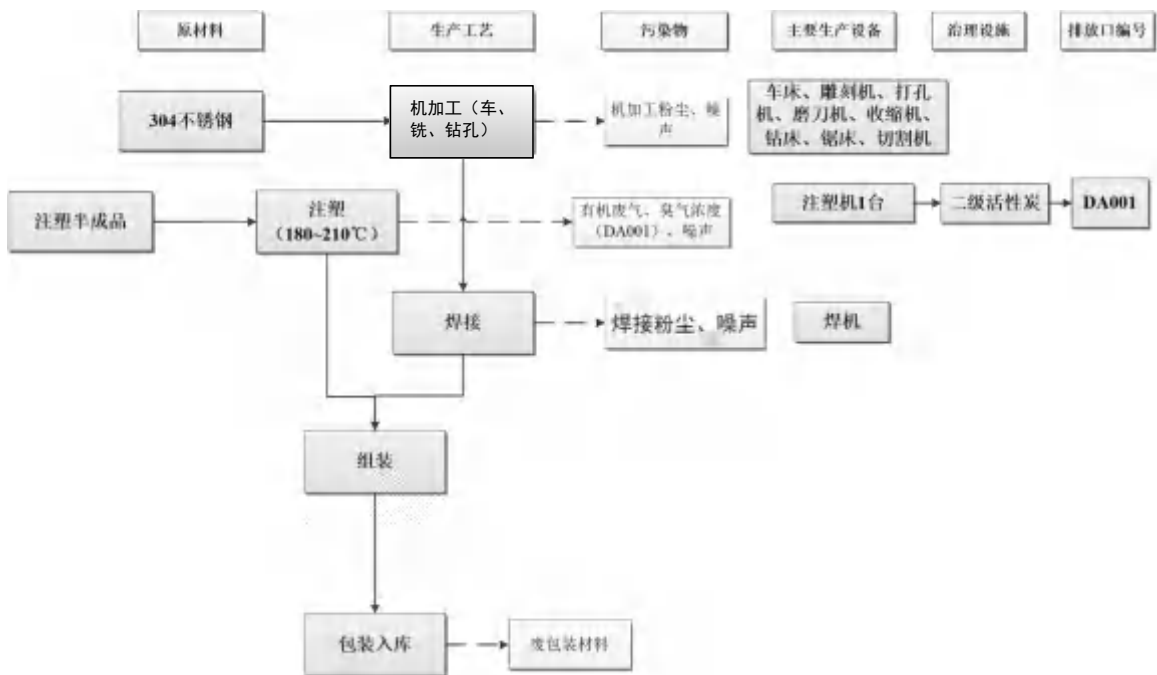 原材料
生产工艺
污染物
主要生产设备
治理设施
排放口编号
304不锈钢
机加工（车、
铣、钻孔）
机加工粉尘、噪
声
车床、雕刻机、打孔
机、磨刀机、收缩机、
钻床、锯床、切割机
注塑半成品
注塑
（180~210℃）
有机废气、臭气浓度
（DA001）、噪声
注塑机1台
二级活性炭
DA001
焊接
焊接粉尘、噪声
焊机
组装
包装入库
废包装材料